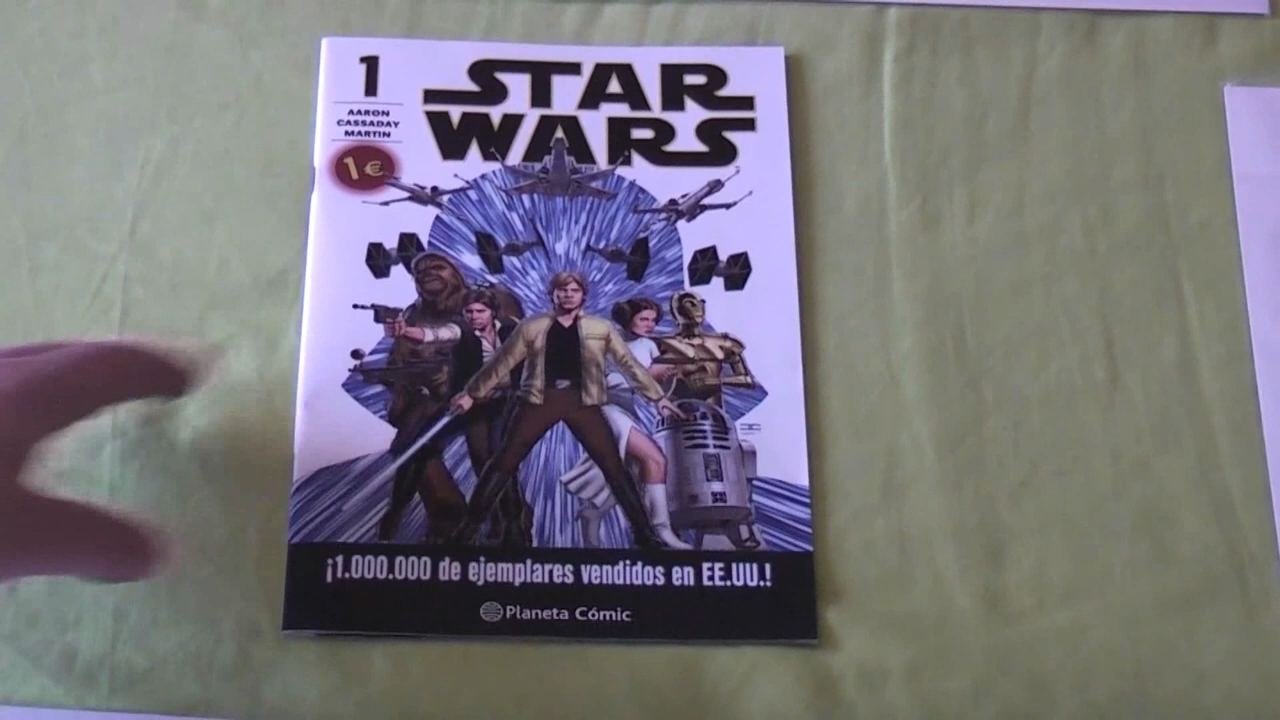 1
AARON
CASSADAY
MARTIN
1€
STAR
WARS
¡1.000.000 de ejemplares vendidos en EE.UU.!
Planeta Cómic